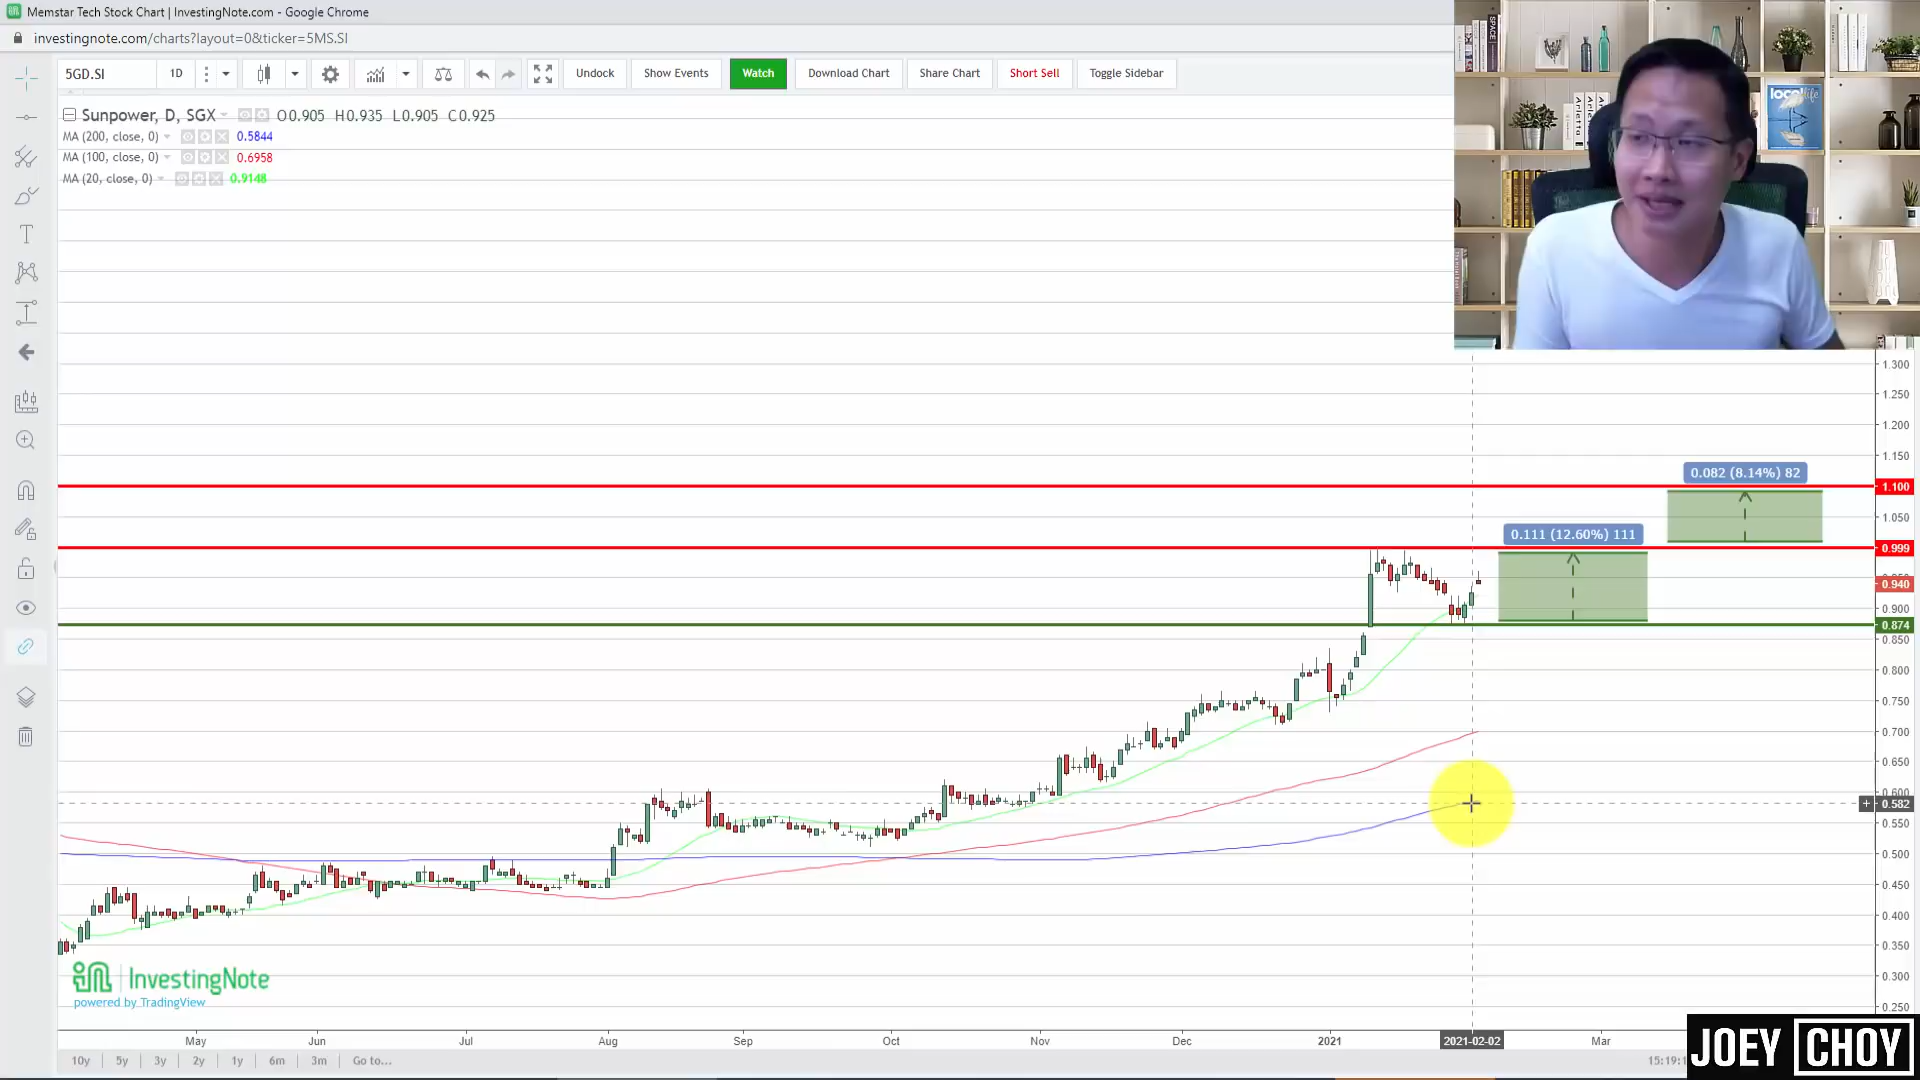 Memstar Tech Stock Chart | InvestingNote.com - Google Chrome
investingnote.com/charts?layout=0&ticker=5MS.SI
5GD.SI 1D Undock Show Events Watch Download Chart Share Chart Short Sell Toggle Sidebar
Sunpower, D, SGX O0.905 H0.935 L0.905 C0.925
MA (200, close, 0) 0.5844
MA (100, close, 0) 0.6958
MA (20, close, 0) 0.9148
SPACE
local life
Arletta
1.300
1.250
1.200
1.150
0.082 (8.14%) 82
1.100
1.050
0.111 (12.60%) 111
0.999
0.940
0.900
0.874
0.850
0.800
0.750
0.700
0.650
0.600
0.582
0.550
0.500
0.450
0.400
0.350
0.300
0.250
InvestingNote
powered by TradingView
May Jun Jul Aug Sep Oct Nov Dec 2021 2021-02-02 Mar
10y 5y 3y 2y 1y 6m 3m Go to... 15:19:1
JOEY CHOY